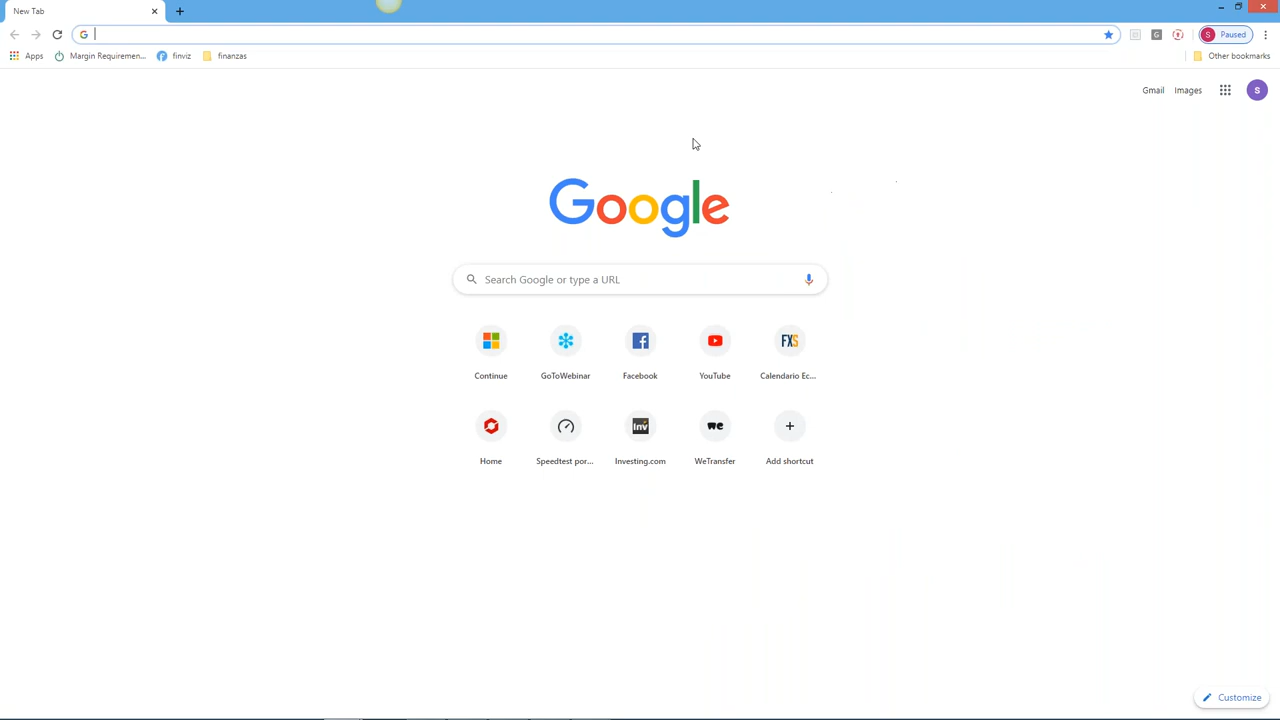 New Tab
S Paused
Apps
Margin Requiremen...
finviz
finanzas
Other bookmarks
Gmail
Images
S
Google
Search Google or type a URL
FXS
Continue
GoToWebinar
Facebook
YouTube
Calendario Ec...
Inv
we
Home
Speedtest por...
Investing.com
WeTransfer
Add shortcut
Customize